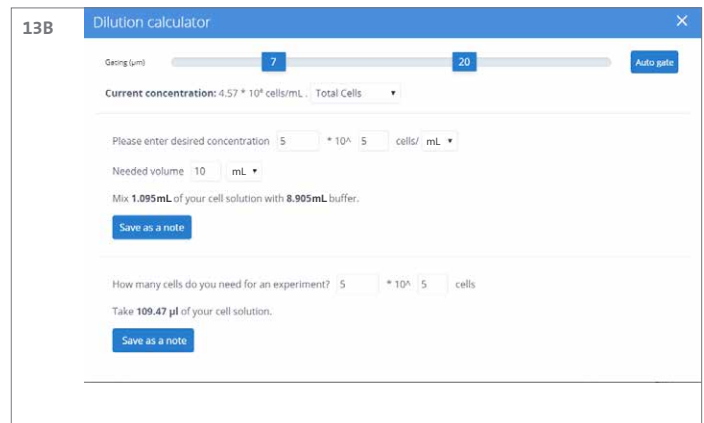 13B
Dilution calculator ×
Gating (µm) 7 20 Auto gate
Current concentration: 4.57 * 10⁶ cells/mL . Total Cells
Please enter desired concentration 5 * 10^ 5 cells/ mL
Needed volume 10 mL
Mix 1.095mL of your cell solution with 8.905mL buffer.
Save as a note
How many cells do you need for an experiment? 5 * 10^ 5 cells
Take 109.47 µl of your cell solution.
Save as a note